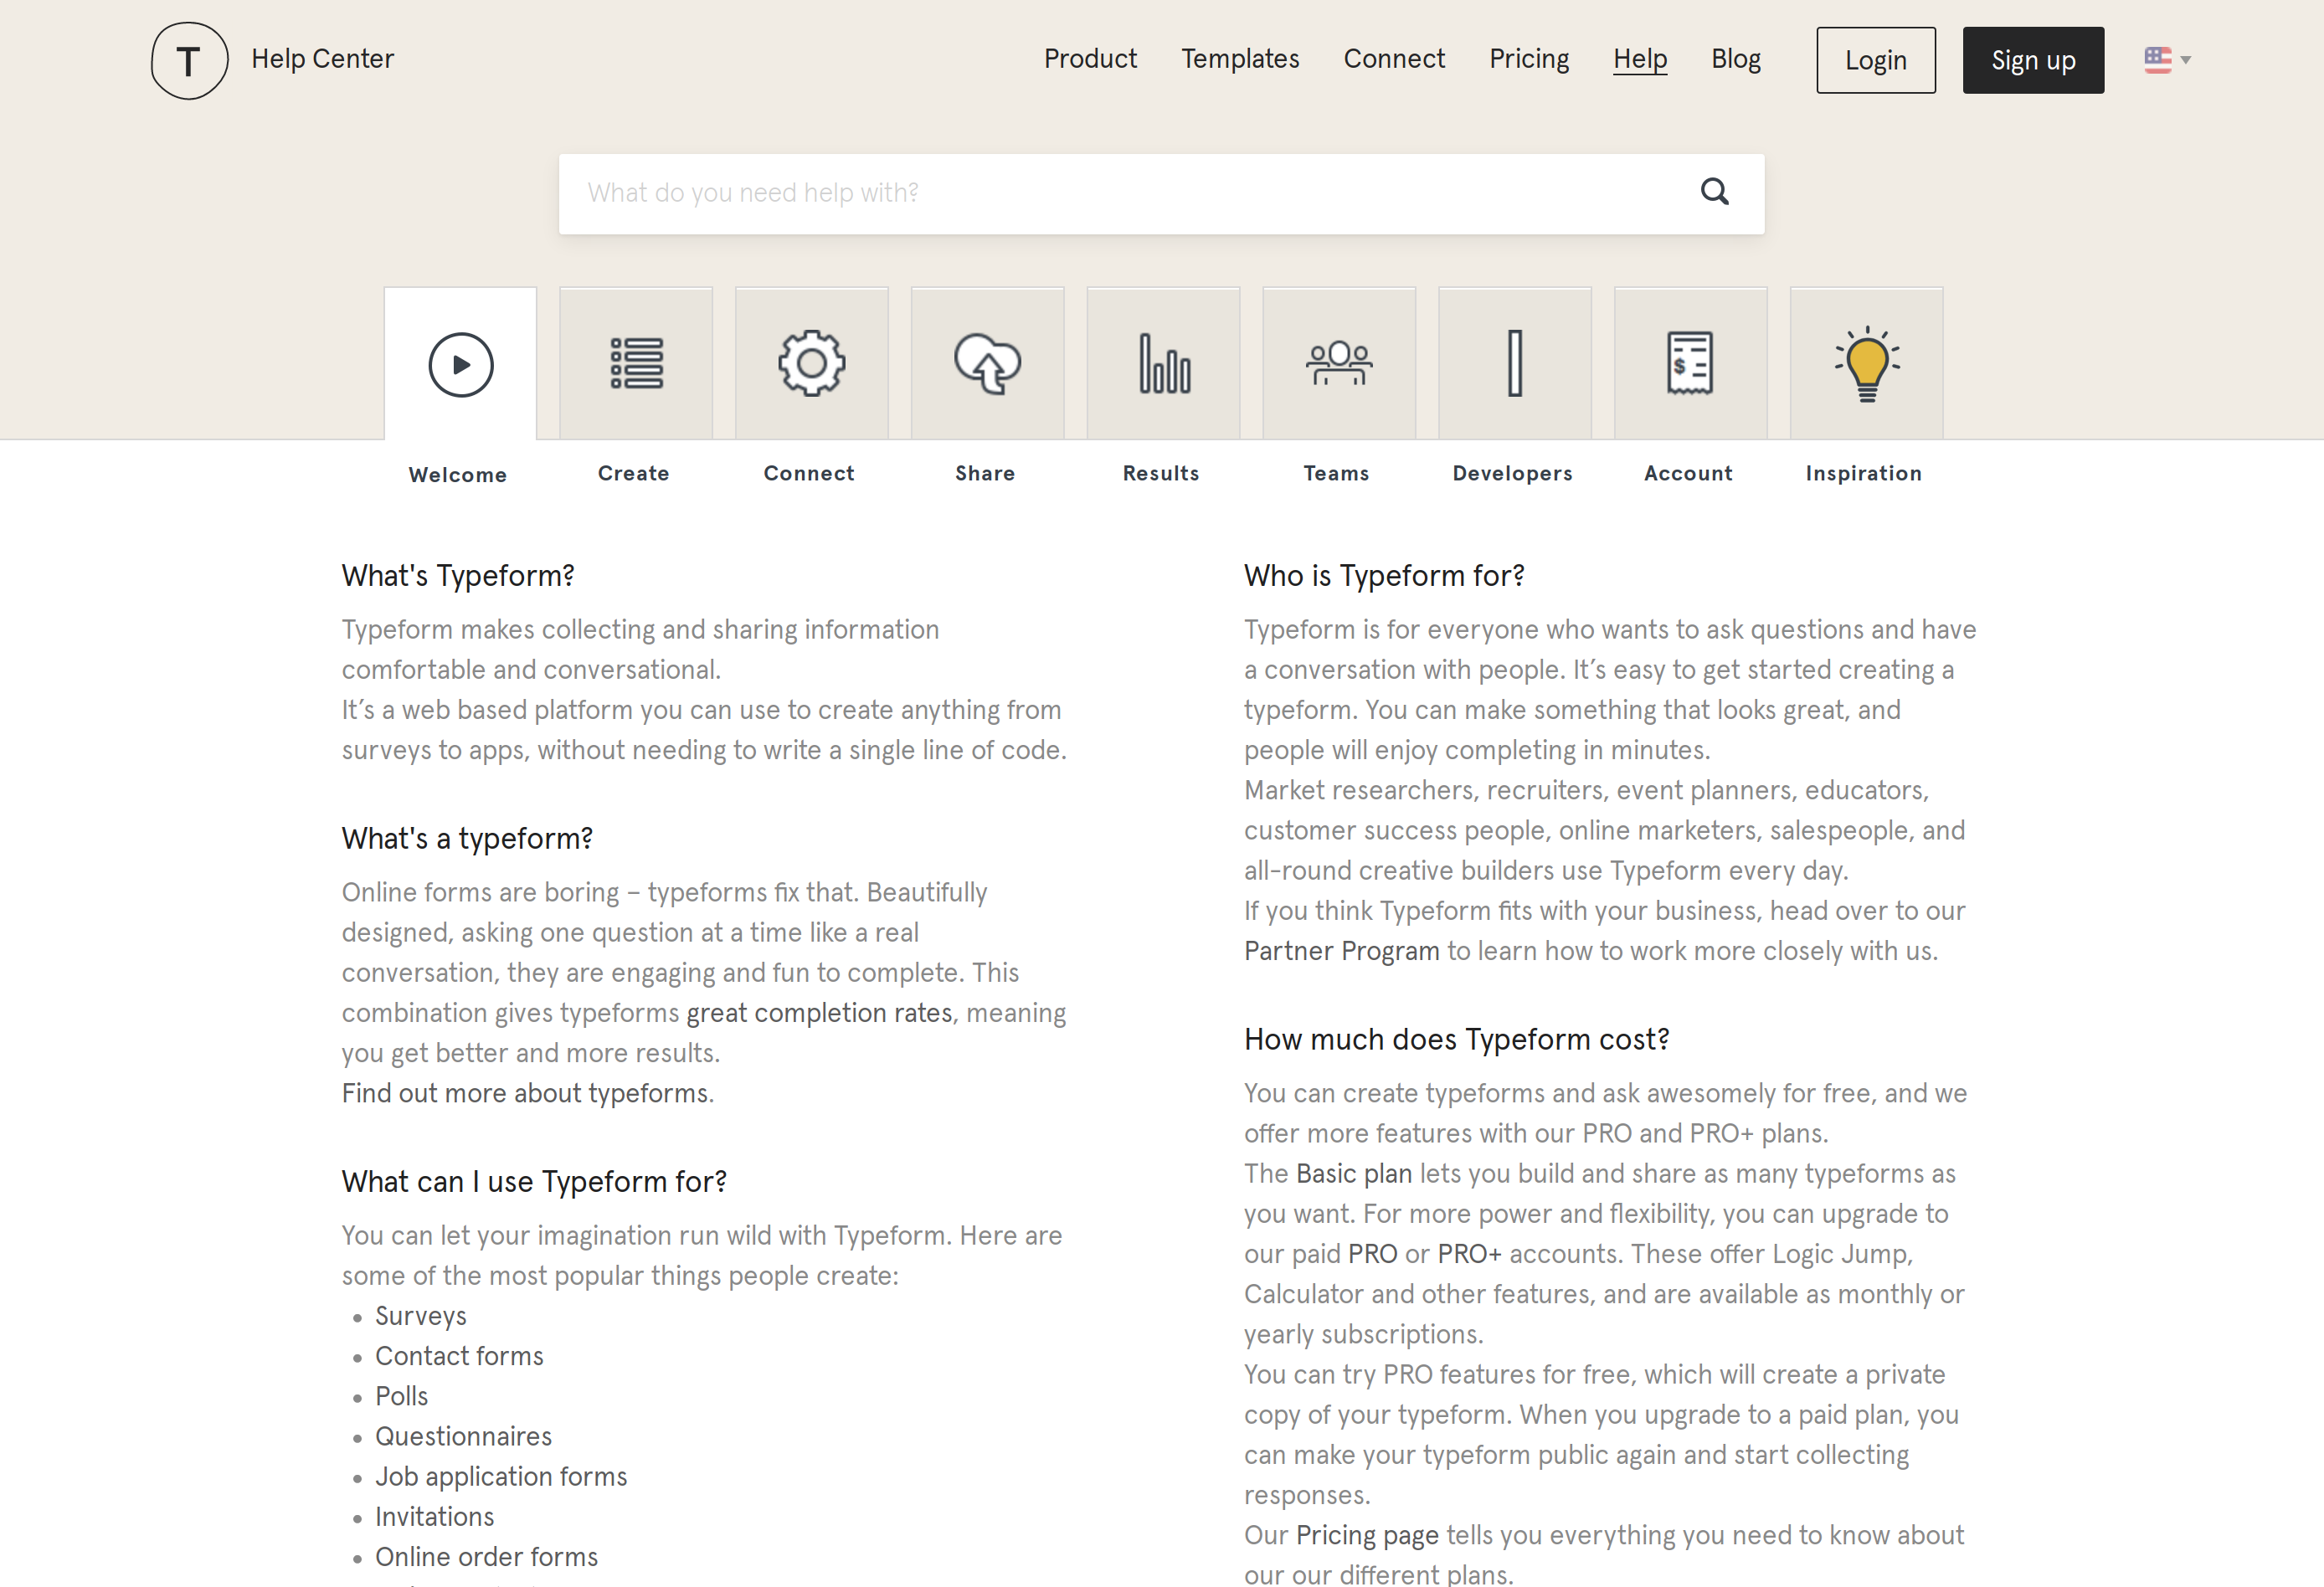 T
Help Center
Product
Templates
Connect
Pricing
Help
Blog
Login
Sign up
What do you need help with?
$
Welcome
Create
Connect
Share
Results
Teams
Developers
Account
Inspiration
What's Typeform?
Typeform makes collecting and sharing information
comfortable and conversational.
It’s a web based platform you can use to create anything from
surveys to apps, without needing to write a single line of code.
What's a typeform?
Online forms are boring – typeforms fix that. Beautifully
designed, asking one question at a time like a real
conversation, they are engaging and fun to complete. This
combination gives typeforms great completion rates, meaning
you get better and more results.
Find out more about typeforms.
What can I use Typeform for?
You can let your imagination run wild with Typeform. Here are
some of the most popular things people create:
• Surveys
• Contact forms
• Polls
• Questionnaires
• Job application forms
• Invitations
• Online order forms
Who is Typeform for?
Typeform is for everyone who wants to ask questions and have
a conversation with people. It’s easy to get started creating a
typeform. You can make something that looks great, and
people will enjoy completing in minutes.
Market researchers, recruiters, event planners, educators,
customer success people, online marketers, salespeople, and
all-round creative builders use Typeform every day.
If you think Typeform fits with your business, head over to our
Partner Program to learn how to work more closely with us.
How much does Typeform cost?
You can create typeforms and ask awesomely for free, and we
offer more features with our PRO and PRO+ plans.
The Basic plan lets you build and share as many typeforms as
you want. For more power and flexibility, you can upgrade to
our paid PRO or PRO+ accounts. These offer Logic Jump,
Calculator and other features, and are available as monthly or
yearly subscriptions.
You can try PRO features for free, which will create a private
copy of your typeform. When you upgrade to a paid plan, you
can make your typeform public again and start collecting
responses.
Our Pricing page tells you everything you need to know about
our our different plans.